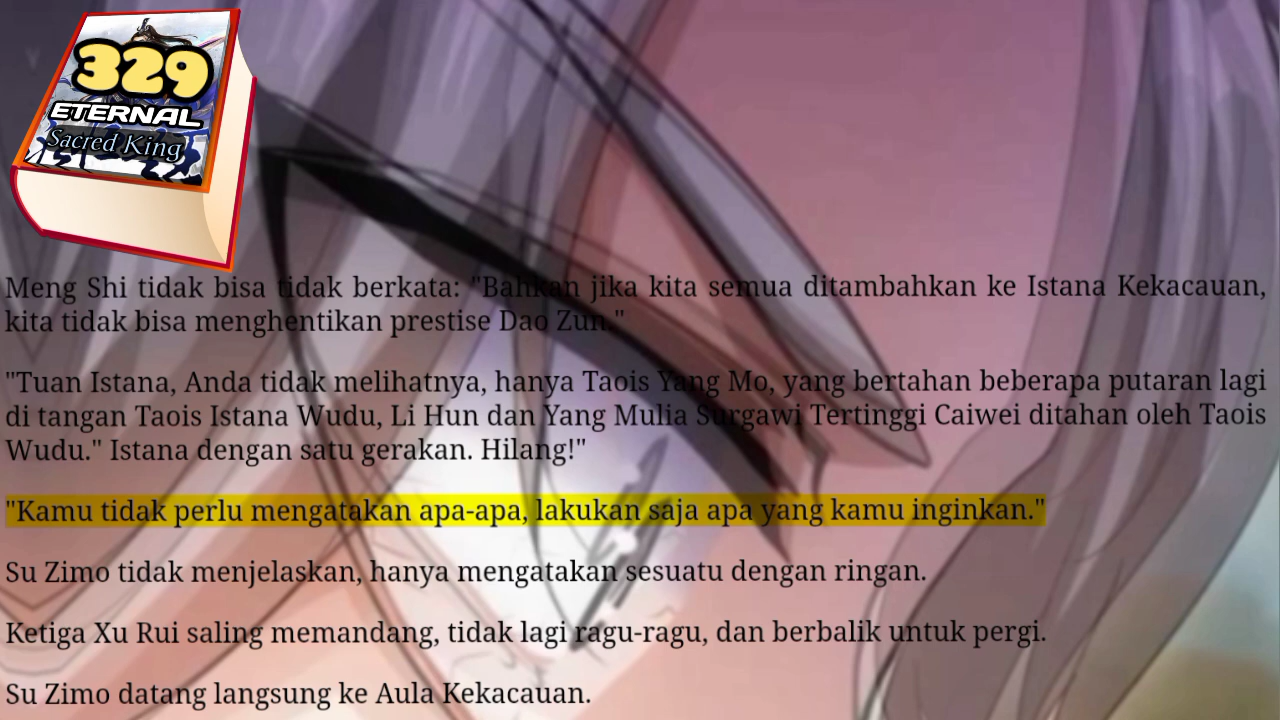 329
ETERNAL
Sacred King
Meng Shi tidak bisa tidak berkata: "Bahkan jika kita semua ditambahkan ke Istana Kekacauan,
kita tidak bisa menghentikan prestise Dao Zun."
"Tuan Istana, Anda tidak melihatnya, hanya Taois Yang Mo, yang bertahan beberapa putaran lagi
di tangan Taois Istana Wudu, Li Hun dan Yang Mulia Surgawi Tertinggi Caiwei ditahan oleh Taois
Wudu." Istana dengan satu gerakan. Hilang!"
"Kamu tidak perlu mengatakan apa-apa, lakukan saja apa yang kamu inginkan."
Su Zimo tidak menjelaskan, hanya mengatakan sesuatu dengan ringan.
Ketiga Xu Rui saling memandang, tidak lagi ragu-ragu, dan berbalik untuk pergi.
Su Zimo datang langsung ke Aula Kekacauan.